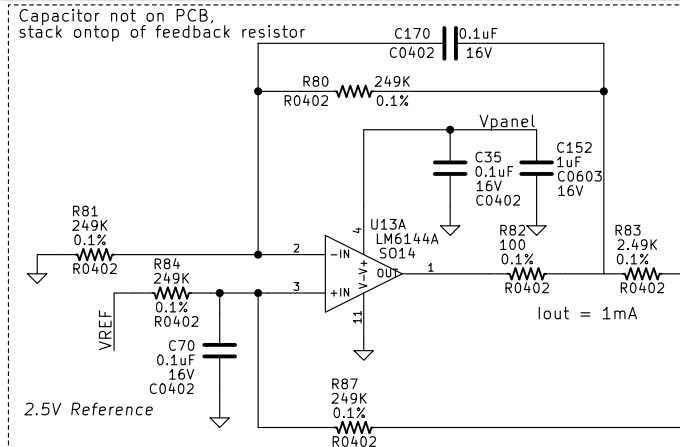 Capacitor not on PCB,
stack ontop of feedback resistor
C170
0.1uF
C0402
16V
R80
249K
R0402
0.1%
Vpanel
C35
0.1uF
16V
C0402
C152
1uF
C0603
16V
R81
249K
0.1%
R0402
4
U13A
LM6144A
SO14
2
-IN
V+
OUT
1
3
+IN
V-
11
R82
100
0.1%
R0402
R83
2.49K
0.1%
R0402
Iout = 1mA
R84
249K
0.1%
R0402
VREF
C70
0.1uF
16V
C0402
R87
249K
0.1%
R0402
2.5V Reference